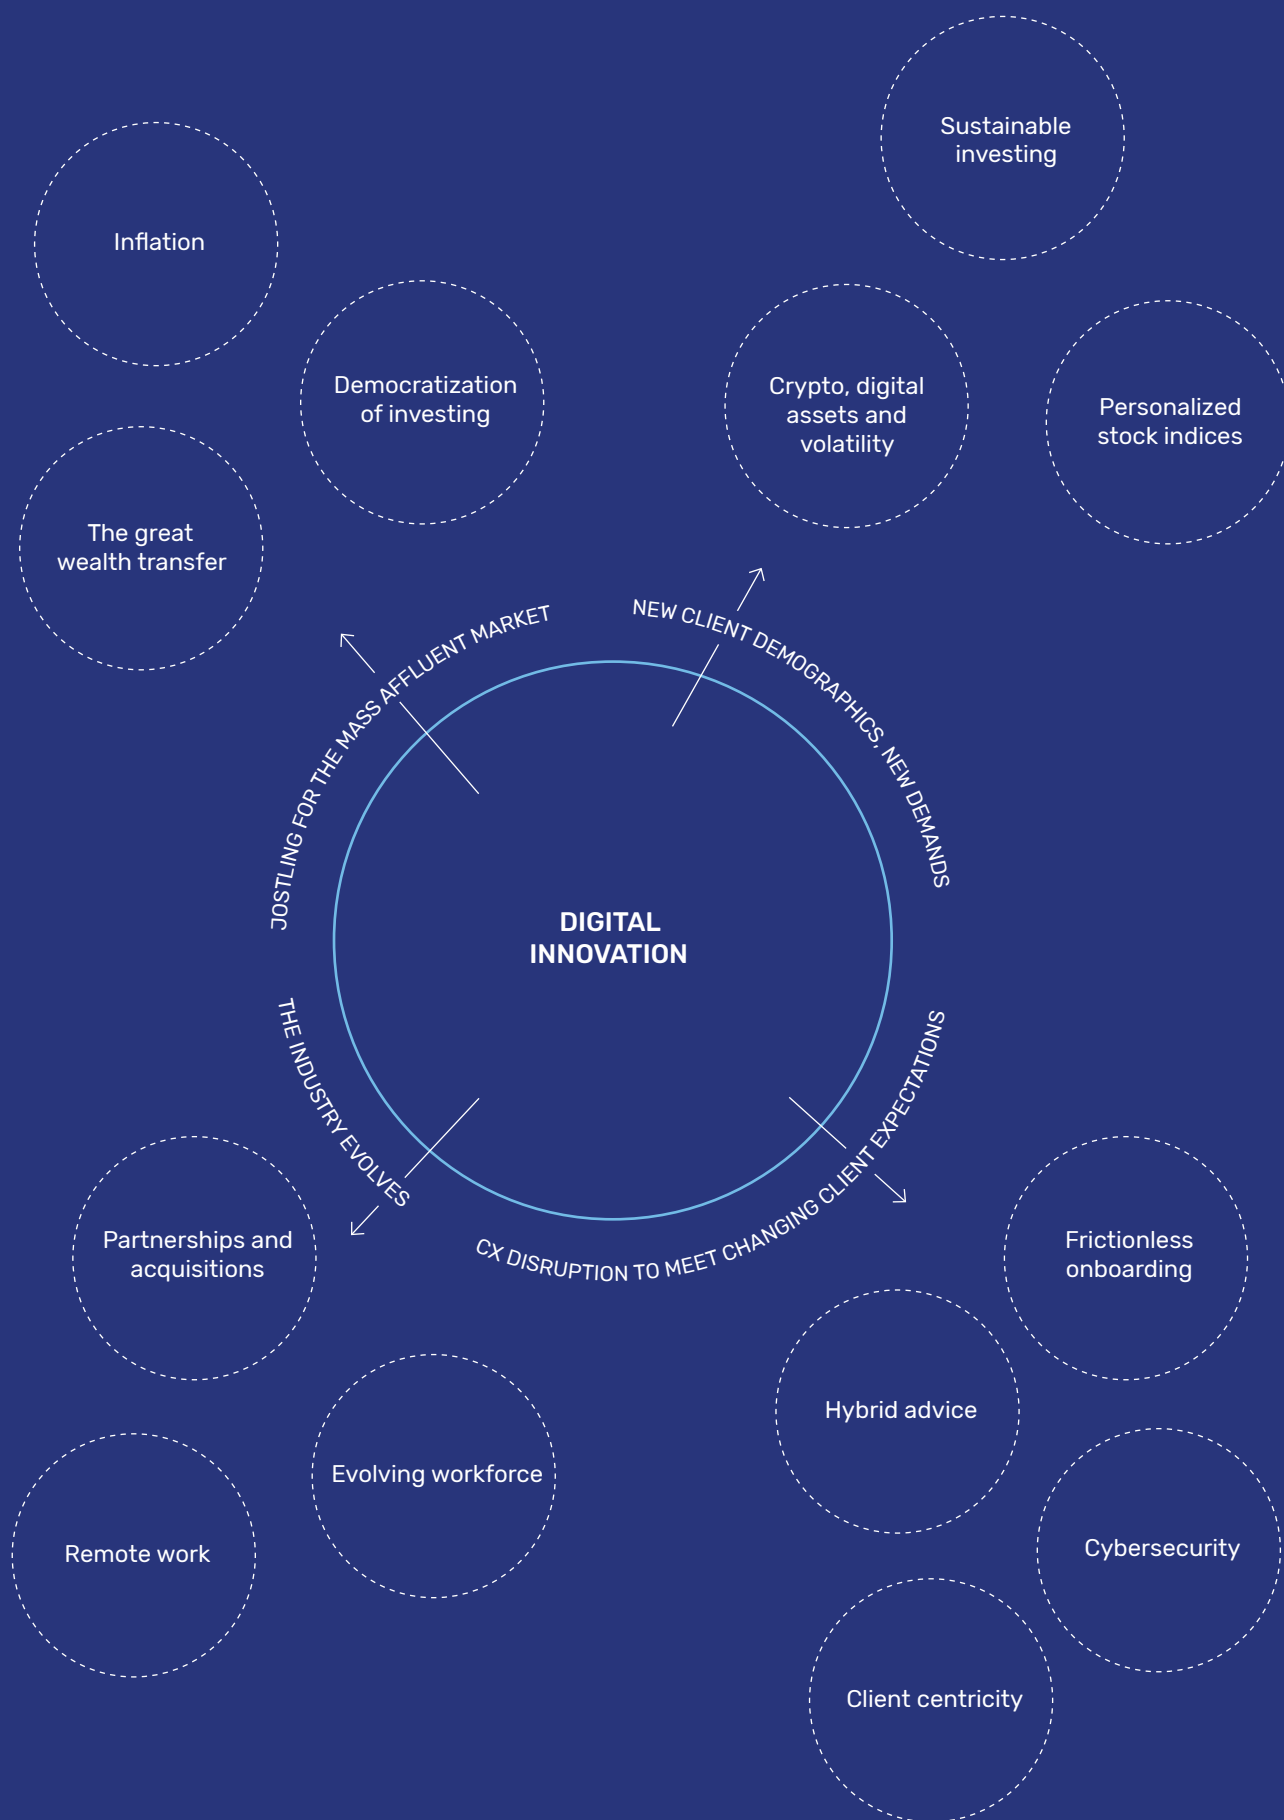 Sustainable
investing
Inflation
Democratization
of investing
Crypto, digital
assets and
volatility
Personalized
stock indices
The great
wealth transfer
JOSTLING FOR THE MASS AFFLUENT MARKET
NEW CLIENT DEMOGRAPHICS, NEW DEMANDS
DIGITAL
INNOVATION
THE INDUSTRY EVOLVES
CX DISRUPTION TO MEET CHANGING CLIENT EXPECTATIONS
Partnerships and
acquisitions
Frictionless
onboarding
Hybrid advice
Evolving workforce
Remote work
Cybersecurity
Client centricity